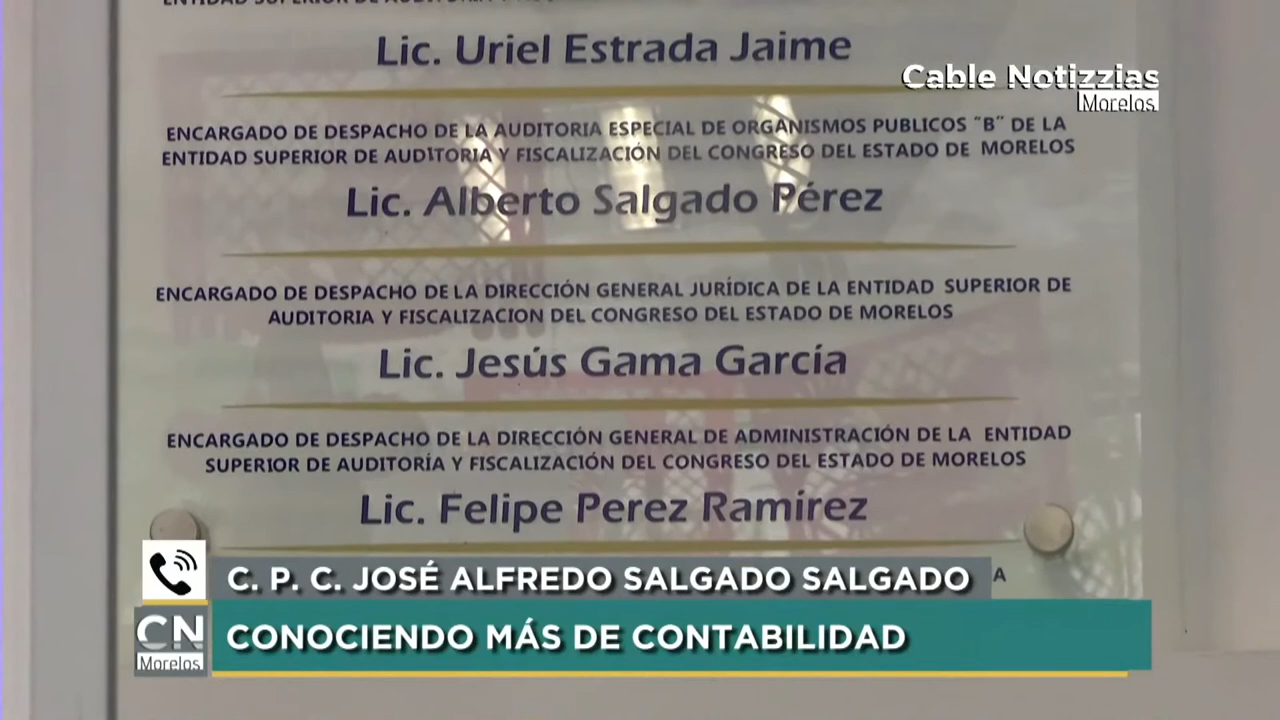 ENTIDAD SUPERIOR DE AUDITORIA Y
Lic. Uriel Estrada Jaime
Cable Notizzias
Morelos.
ENCARGADO DE DESPACHO DE LA AUDITORIA ESPECIAL DE ORGANISMOS PUBLICOS "B" DE LA
ENTIDAD SUPERIOR DE AUDITORIA Y FISCALIZACIÓN DEL CONGRESO DEL ESTADO DE MORELOS
Lic. Alberto Salgado Pérez
ENCARGADO DE DESPACHO DE LA DIRECCIÓN GENERAL JURÍDICA DE LA ENTIDAD SUPERIOR DE
AUDITORIA Y FISCALIZACION DEL CONGRESO DEL ESTADO DE MORELOS
Lic. Jesús Gama García
ENCARGADO DE DESPACHO DE LA DIRECCIÓN GENERAL DE ADMINISTRACIÓN DE LA ENTIDAD
SUPERIOR DE AUDITORÍA Y FISCALIZACIÓN DEL CONGRESO DEL ESTADO DE MORELOS
Lic. Felipe Perez Ramírez
C. P. C. JOSÉ ALFREDO SALGADO SALGADO
A
CN
Morelos.
CONOCIENDO MÁS DE CONTABILIDAD